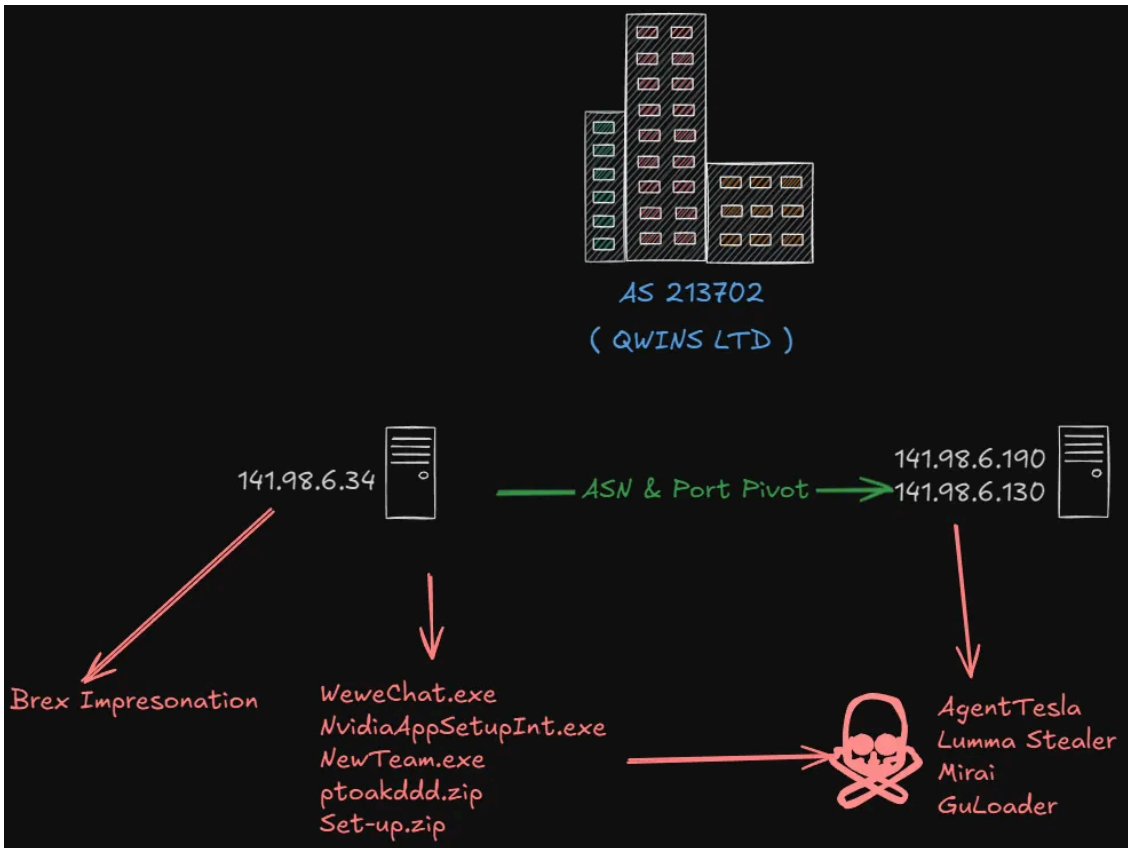 AS 213702
( QWINS LTD )
141.98.6.34
ASN & Port Pivot
141.98.6.190
141.98.6.130
Brex Impresonation
WeweChat.exe
NvidiaAppSetupInt.exe
NewTeam.exe
ptoakddd.zip
Set-up.zip
AgentTesla
Lumma Stealer
Mirai
GuLoader